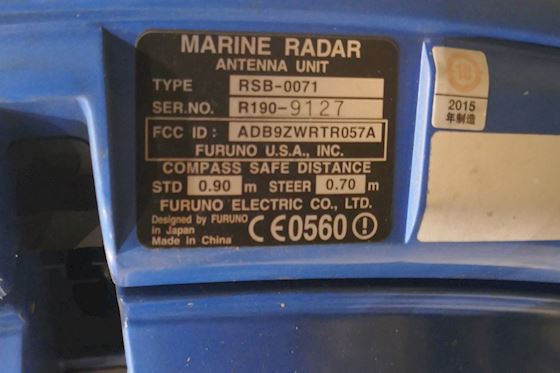 MARINE RADAR
ANTENNA UNIT
TYPE RSB-0071
SER.NO. R190-9127
FCC ID: ADB9ZWRTR057A
FURUNO U.S.A., INC.
COMPASS SAFE DISTANCE
STD 0.90 m STEER 0.70 m
FURUNO ELECTRIC CO., LTD.
Designed by FURUNO
in Japan
Made in China
CE0560
2015
年制造